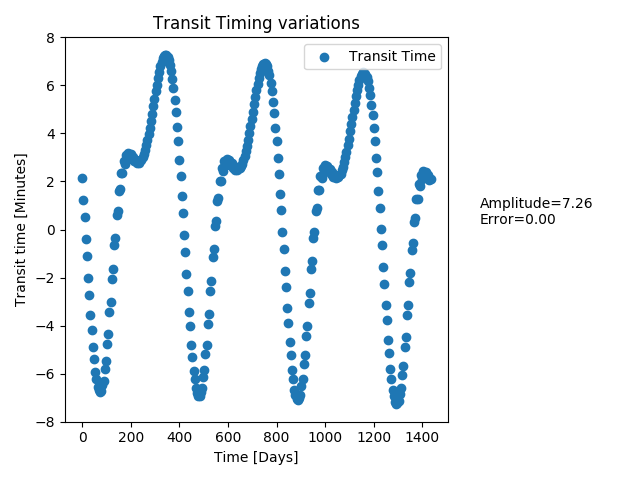 Transit Timing variations
Transit Time
8
6
4
2
0
−2
−4
−6
−8
Transit time [Minutes]
0 200 400 600 800 1000 1200 1400
Time [Days]
Amplitude=7.26
Error=0.00